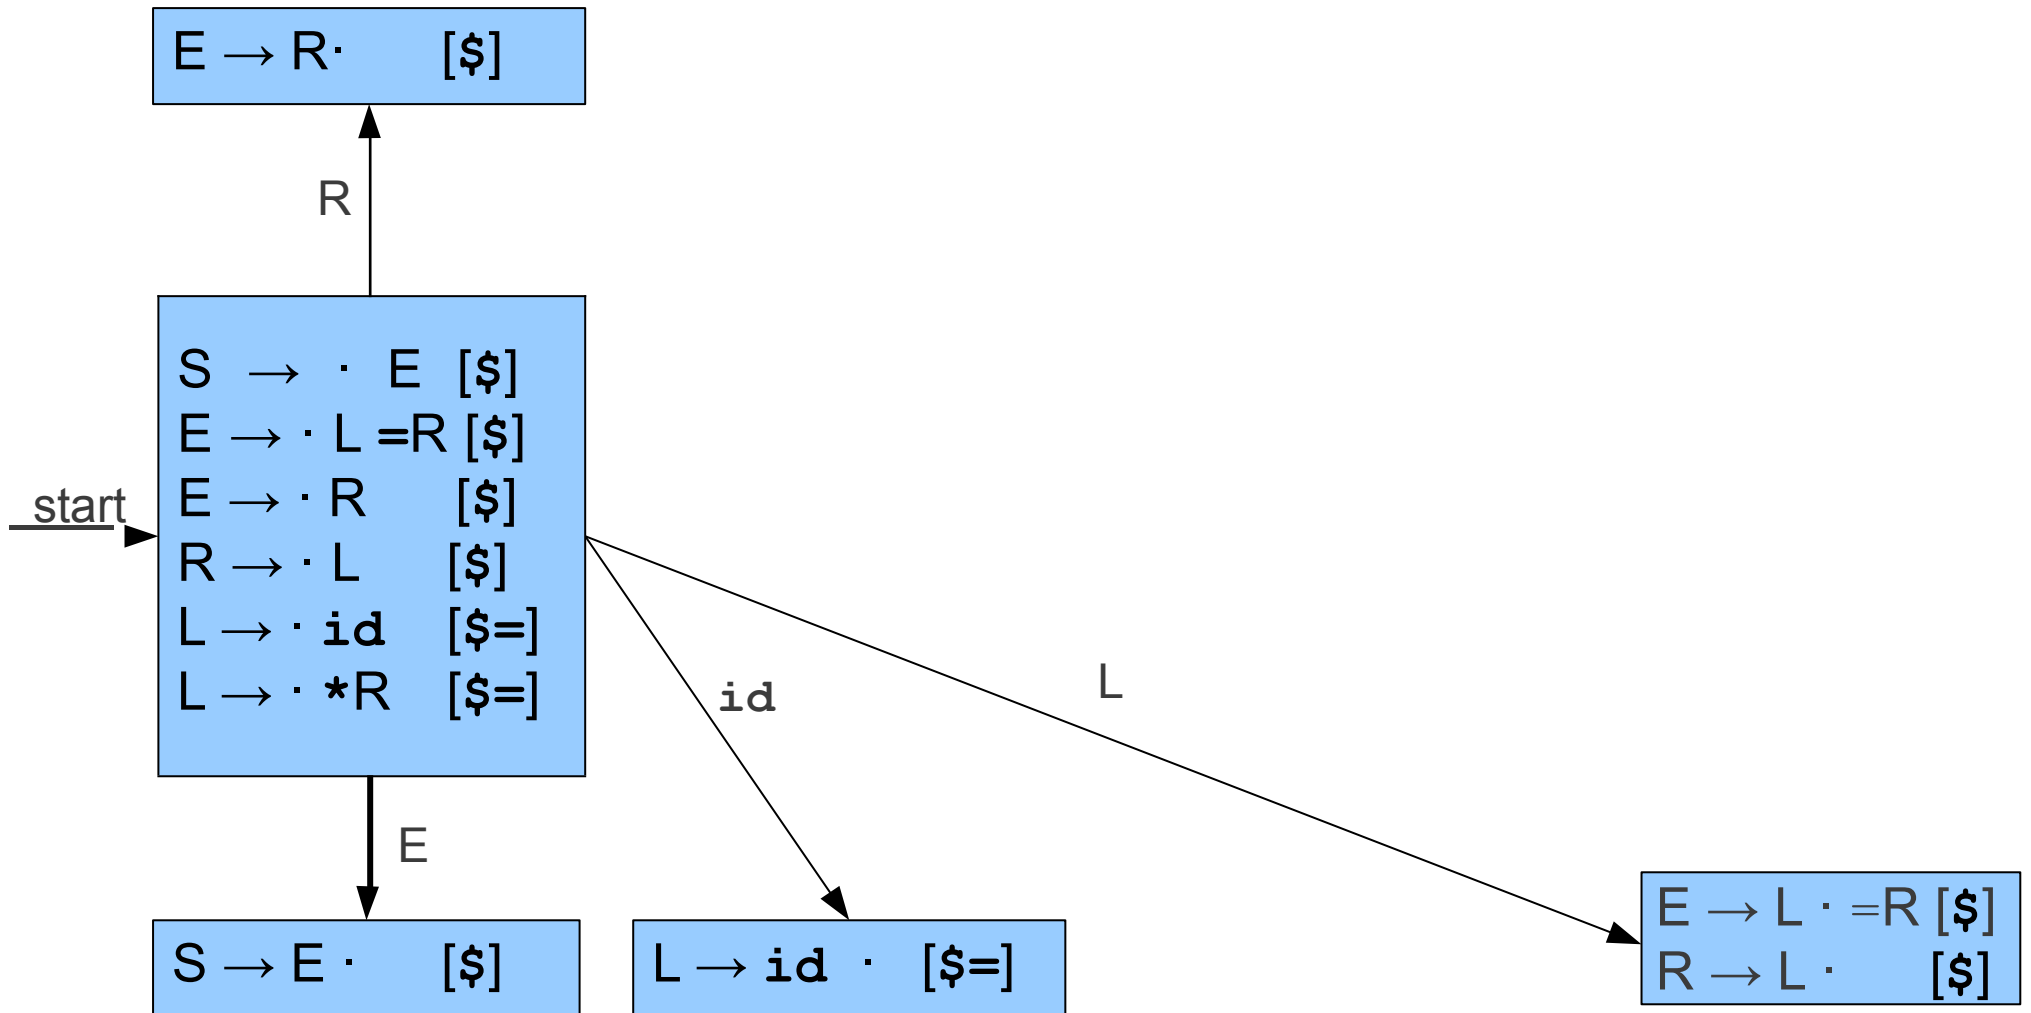 E → R· [$]
R
S → · E [$]
E → · L =R [$]
E → · R [$]
start
R → · L [$]
L → · id [$=]
L → · *R [$=]
id
L
E
S → E · [$]
L → id · [$=]
E → L · =R [$]
R → L · [$]